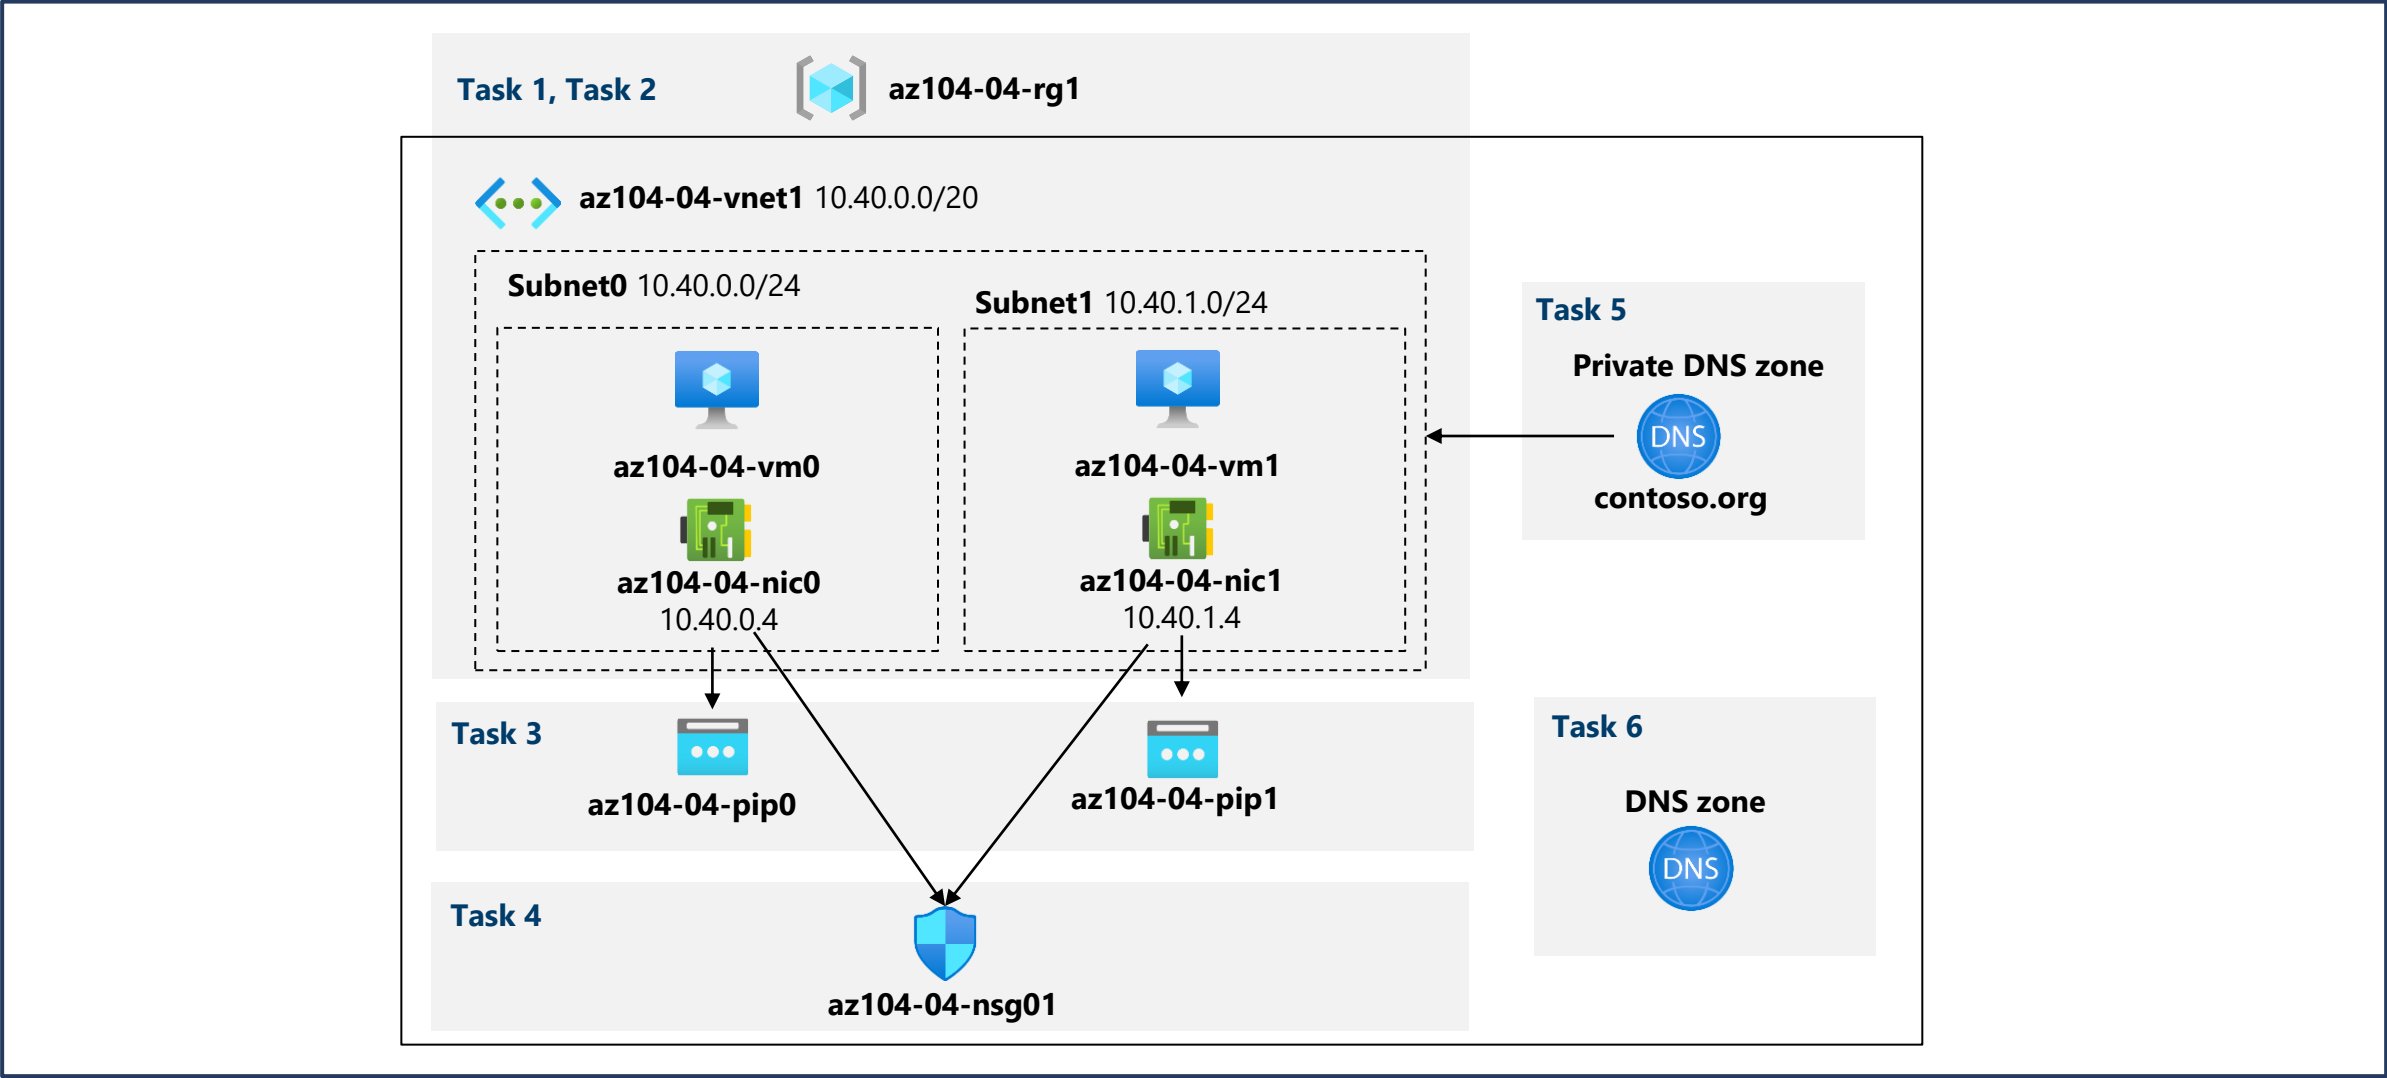 Task 1, Task 2
az104-04-rg1
az104-04-vnet1 10.40.0.0/20
Subnet0 10.40.0.0/24
Subnet1 10.40.1.0/24
az104-04-vm0
az104-04-vm1
az104-04-nic0
10.40.0.4
az104-04-nic1
10.40.1.4
Task 5
Private DNS zone
DNS
contoso.org
Task 3
az104-04-pip0
az104-04-pip1
Task 6
DNS zone
DNS
Task 4
az104-04-nsg01